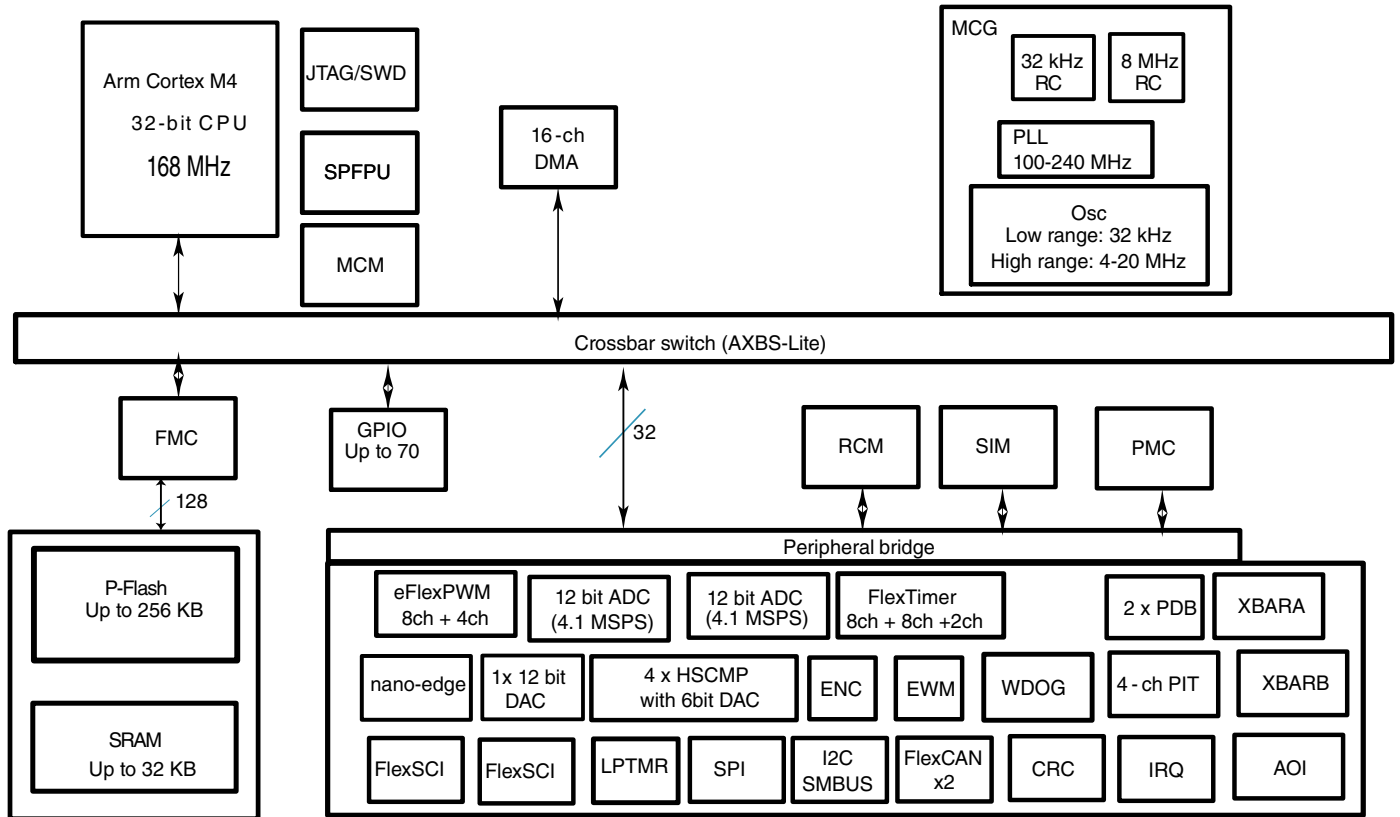 Arm Cortex M4
32-bit CPU
168 MHz
JTAG/SWD
SPFPU
MCM
16-ch
DMA
MCG
32 kHz
RC
8 MHz
RC
PLL
100-240 MHz
Osc
Low range: 32 kHz
High range: 4-20 MHz
Crossbar switch (AXBS-Lite)
FMC
128
GPIO
Up to 70
32
RCM
SIM
PMC
P-Flash
Up to 256 KB
SRAM
Up to 32 KB
Peripheral bridge
eFlexPWM
8ch + 4ch
12 bit ADC
(4.1 MSPS)
12 bit ADC
(4.1 MSPS)
FlexTimer
8ch + 8ch +2ch
2 x PDB
XBARA
nano-edge
1x 12 bit
DAC
4 x HSCMP
with 6bit DAC
ENC
EWM
WDOG
4-ch PIT
XBARB
FlexSCI
FlexSCI
LPTMR
SPI
I2C
SMBUS
FlexCAN
x2
CRC
IRQ
AOI